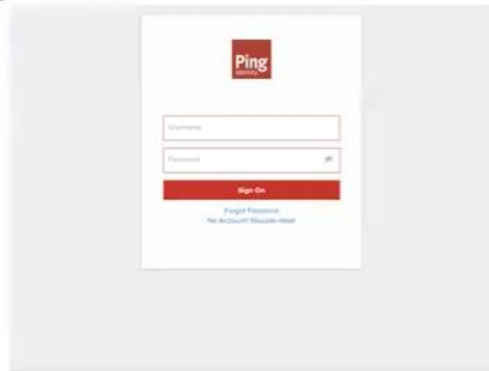 Ping
Identity
Username
Password
Sign On
Forgot Password
No Account? Register Now!